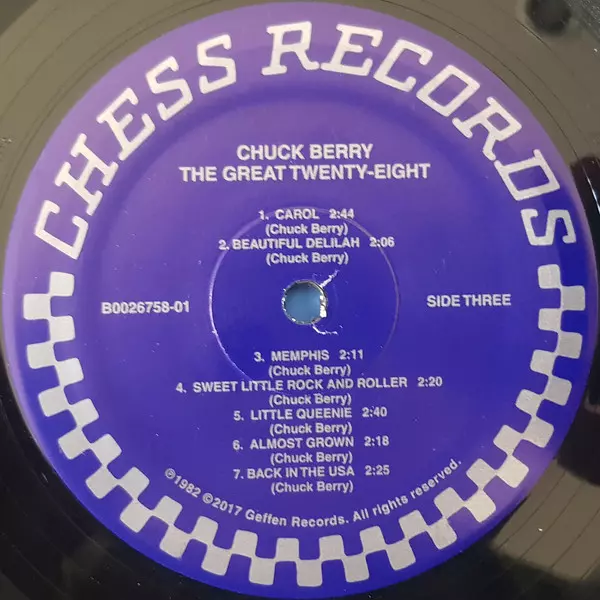 CHESS RECORDS
CHUCK BERRY
THE GREAT TWENTY-EIGHT
1. CAROL 2:44
(Chuck Berry)
2. BEAUTIFUL DELILAH 2:06
(Chuck Berry)
B0026758-01
SIDE THREE
3. MEMPHIS 2:11
(Chuck Berry)
4. SWEET LITTLE ROCK AND ROLLER 2:20
(Chuck Berry)
5. LITTLE QUEENIE 2:40
(Chuck Berry)
6. ALMOST GROWN 2:18
(Chuck Berry)
7. BACK IN THE USA 2:25
(Chuck Berry)
℗1982 ©2017 Geffen Records. All rights reserved.